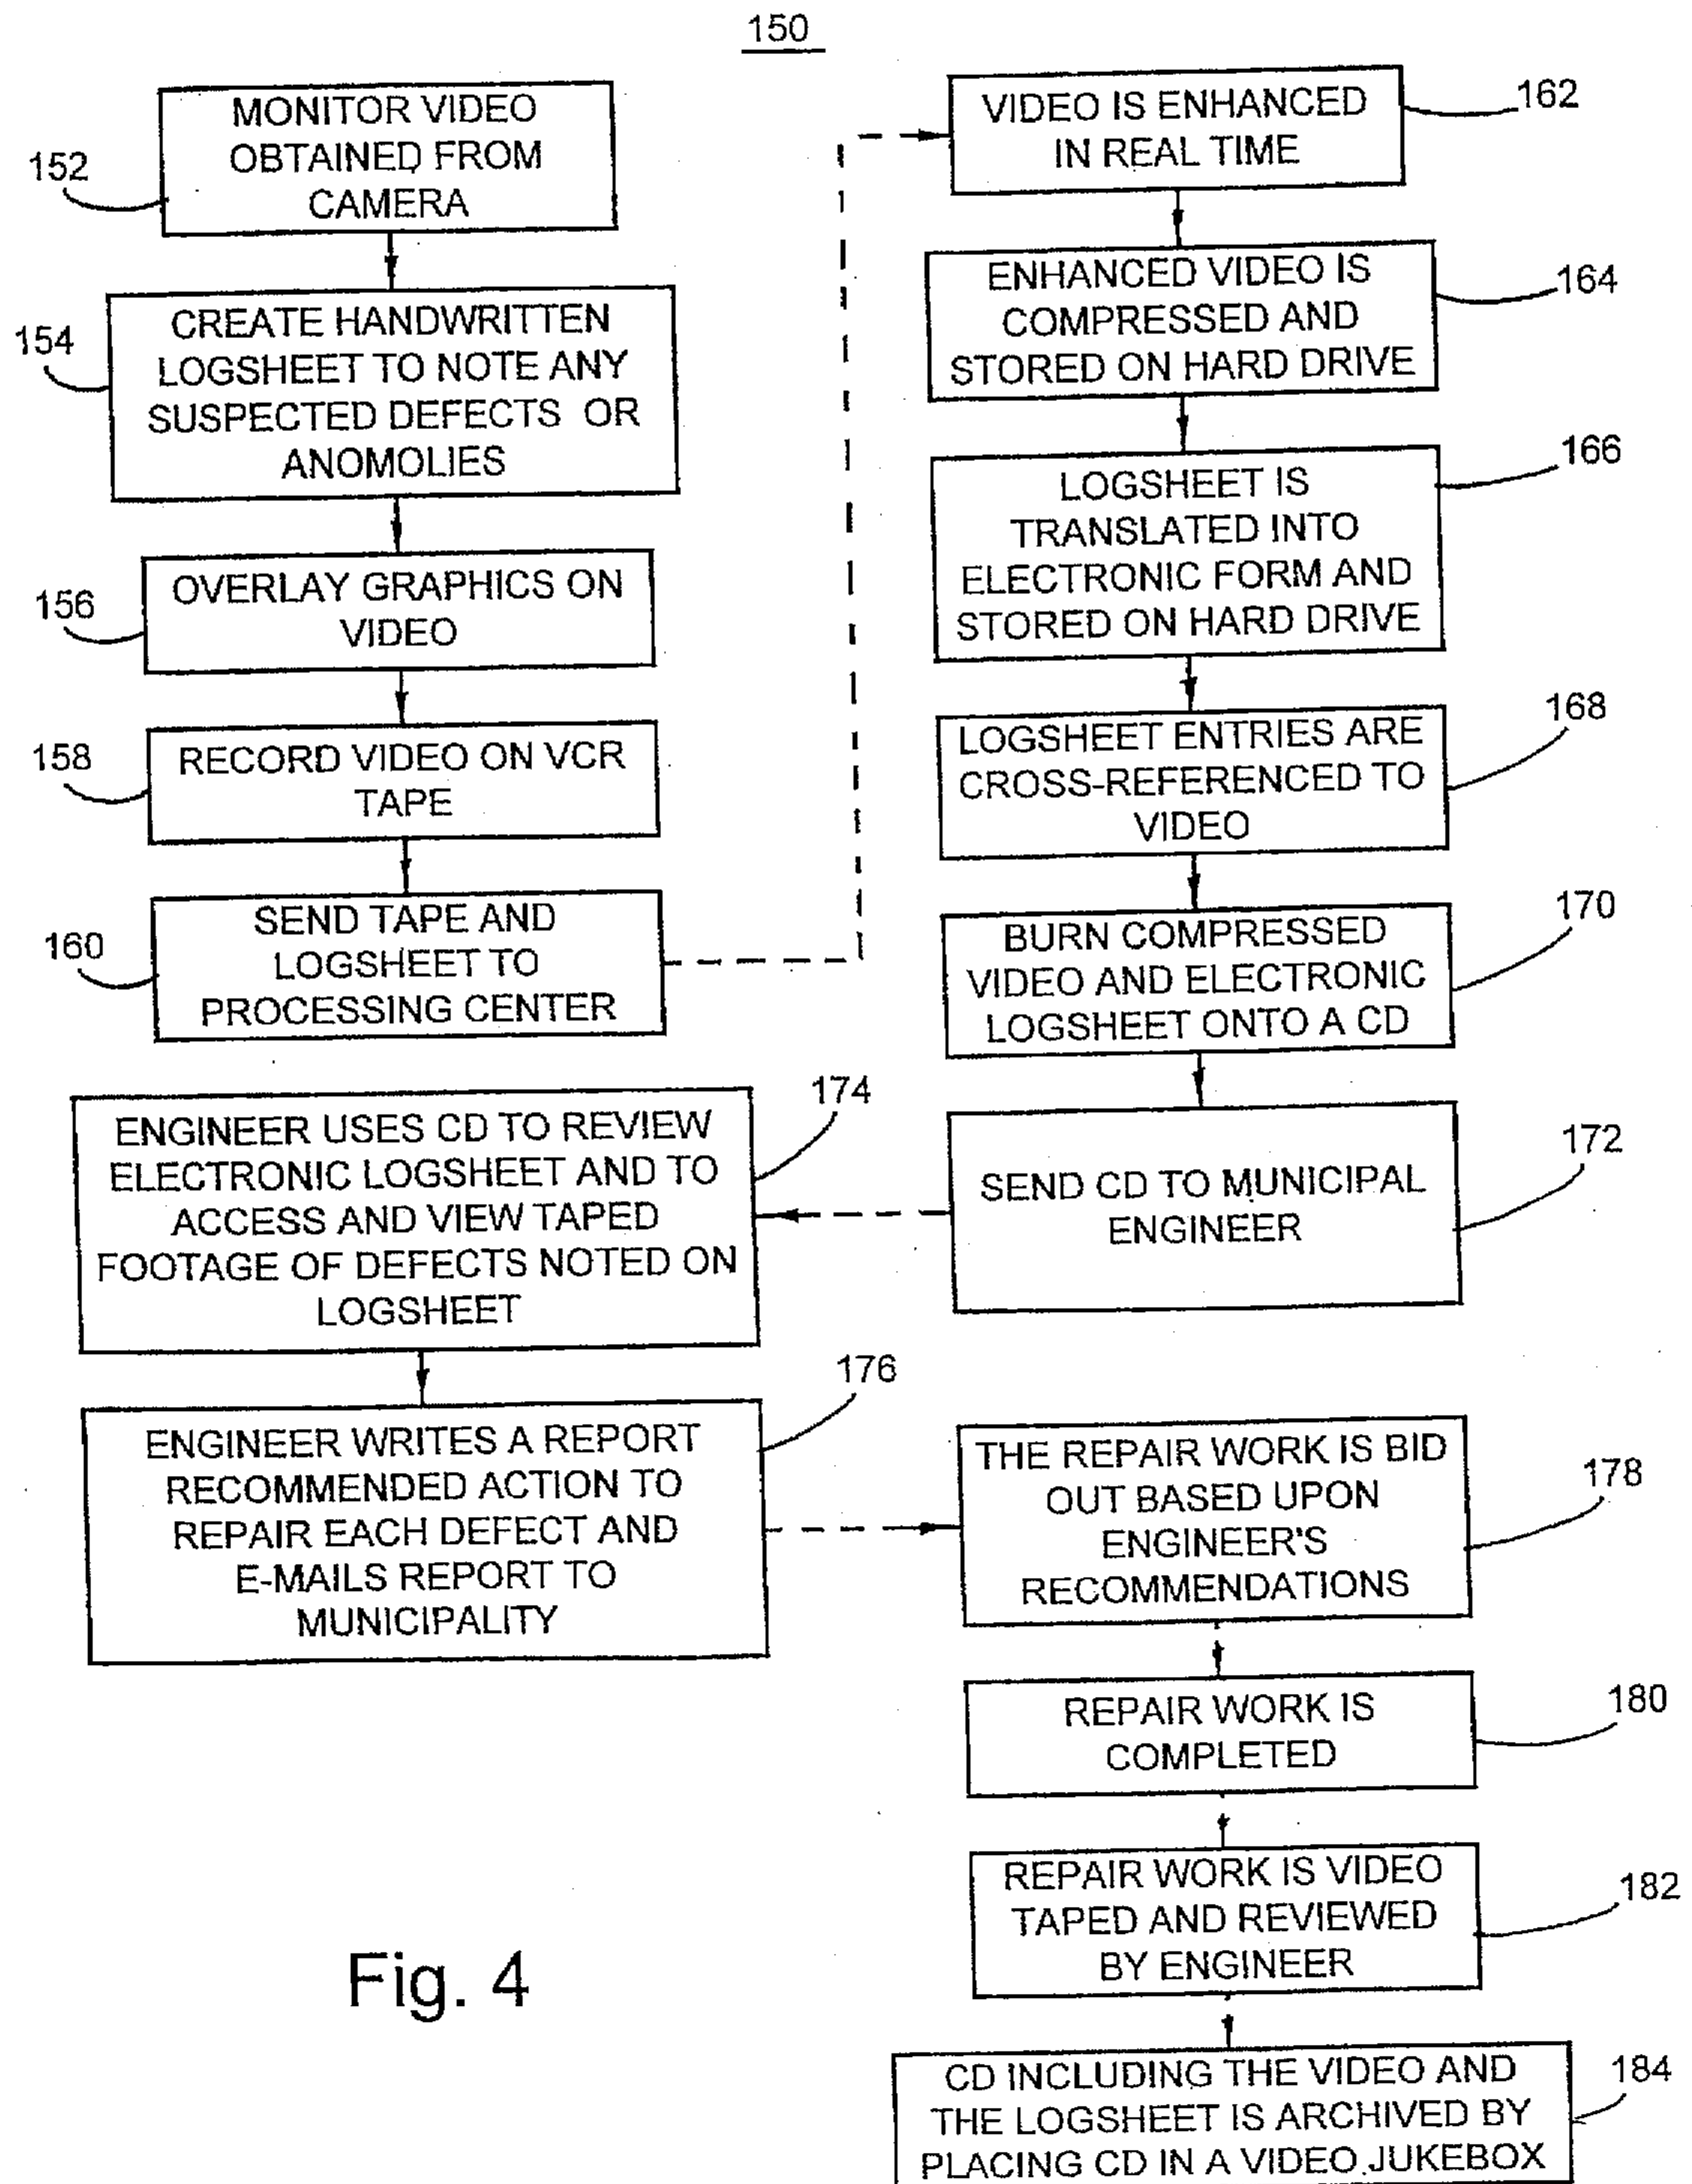 150
MONITOR VIDEO
OBTAINED FROM
CAMERA
152
CREATE HANDWRITTEN
LOGSHEET TO NOTE ANY
SUSPECTED DEFECTS OR
ANOMOLIES
154
OVERLAY GRAPHICS ON
VIDEO
156
RECORD VIDEO ON VCR
TAPE
158
SEND TAPE AND
LOGSHEET TO
PROCESSING CENTER
160
VIDEO IS ENHANCED
IN REAL TIME
162
ENHANCED VIDEO IS
COMPRESSED AND
STORED ON HARD DRIVE
164
LOGSHEET IS
TRANSLATED INTO
ELECTRONIC FORM AND
STORED ON HARD DRIVE
166
LOGSHEET ENTRIES ARE
CROSS-REFERENCED TO
VIDEO
168
BURN COMPRESSED
VIDEO AND ELECTRONIC
LOGSHEET ONTO A CD
170
SEND CD TO MUNICIPAL
ENGINEER
172
ENGINEER USES CD TO REVIEW
ELECTRONIC LOGSHEET AND TO
ACCESS AND VIEW TAPED
FOOTAGE OF DEFECTS NOTED ON
LOGSHEET
174
ENGINEER WRITES A REPORT
RECOMMENDED ACTION TO
REPAIR EACH DEFECT AND
E-MAILS REPORT TO
MUNICIPALITY
176
THE REPAIR WORK IS BID
OUT BASED UPON
ENGINEER'S
RECOMMENDATIONS
178
REPAIR WORK IS
COMPLETED
180
REPAIR WORK IS VIDEO
TAPED AND REVIEWED
BY ENGINEER
182
CD INCLUDING THE VIDEO AND
THE LOGSHEET IS ARCHIVED BY
PLACING CD IN A VIDEO JUKEBOX
184
Fig. 4